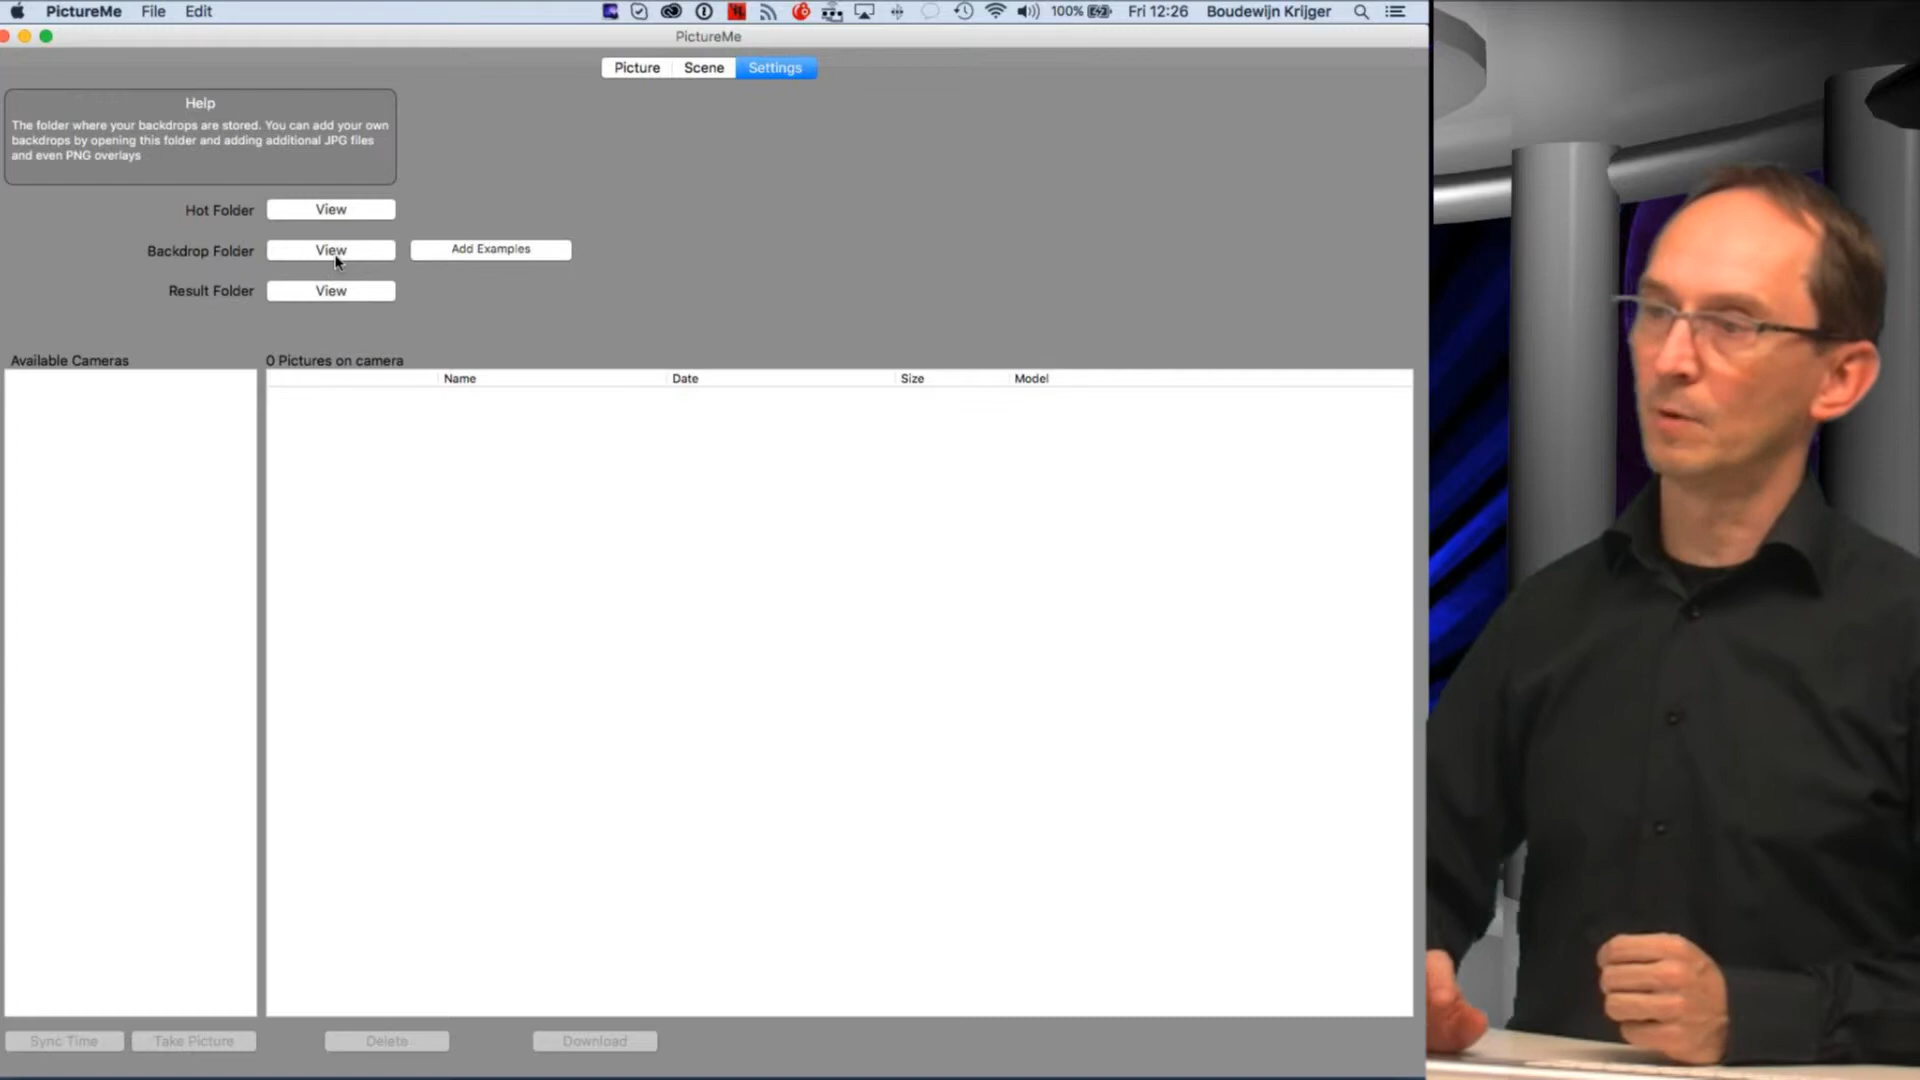 PictureMe File Edit 100% Fri 12:26 Boudewijn Krijger
PictureMe
Picture Scene Settings
Help
The folder where your backdrops are stored. You can add your own
backdrops by opening this folder and adding additional JPG files
and even PNG overlays
Hot Folder View
Backdrop Folder View Add Examples
Result Folder View
Available Cameras 0 Pictures on camera
Name Date Size Model
Sync Time Take Picture Delete Download